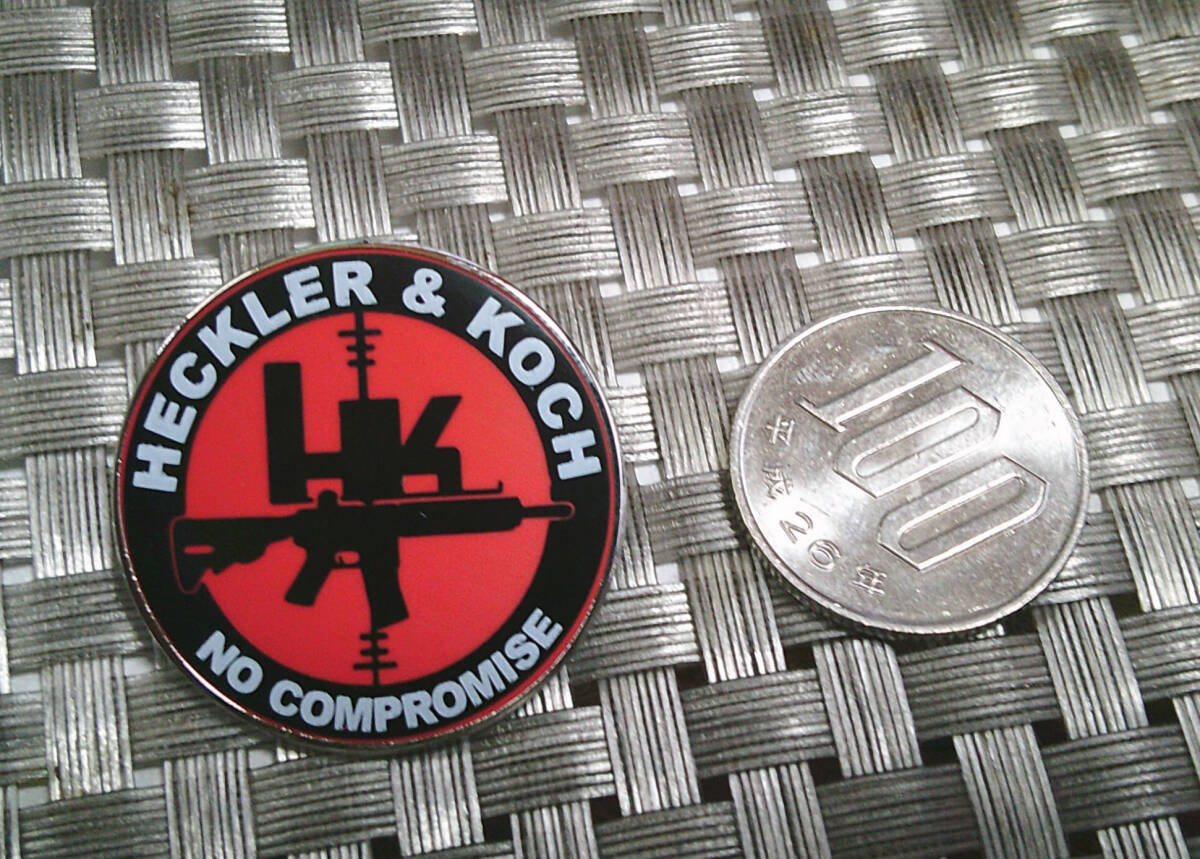 HECKLER & KOCH
HK
NO COMPROMISE
100
平成26年